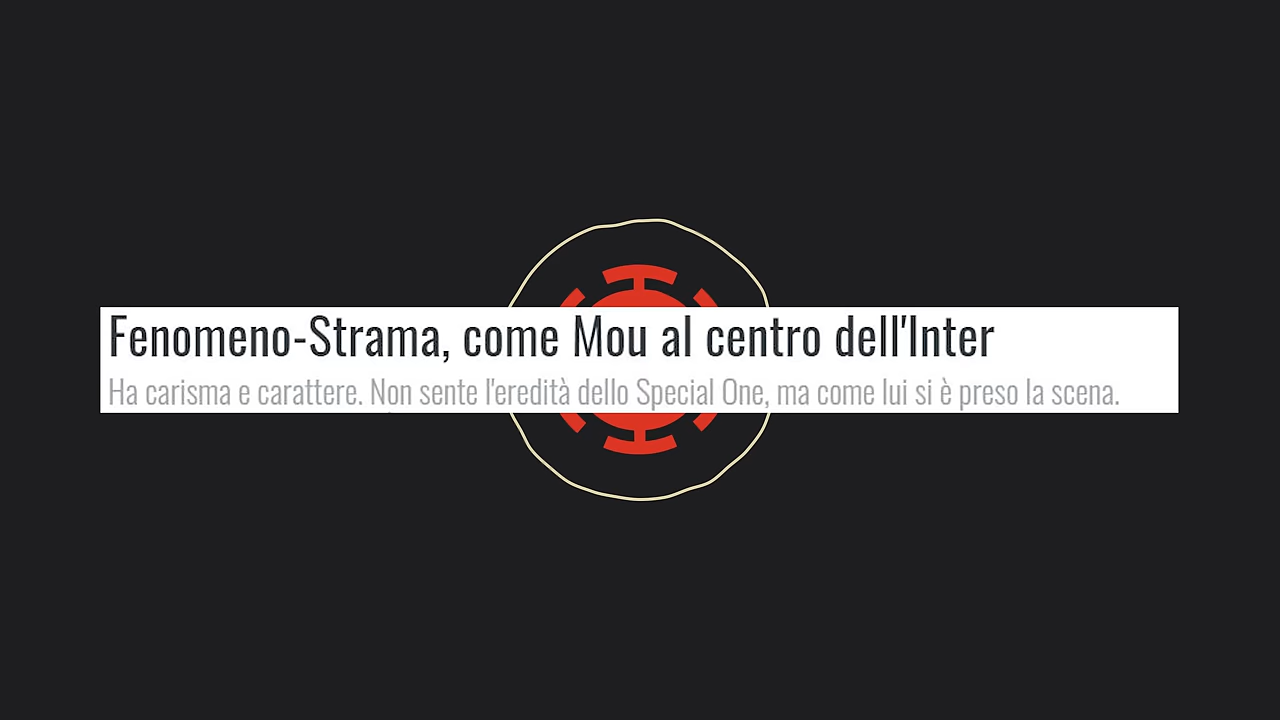 Fenomeno-Strama, come Mou al centro dell'Inter
Ha carisma e carattere. Non sente l'eredità dello Special One, ma come lui si è preso la scena.